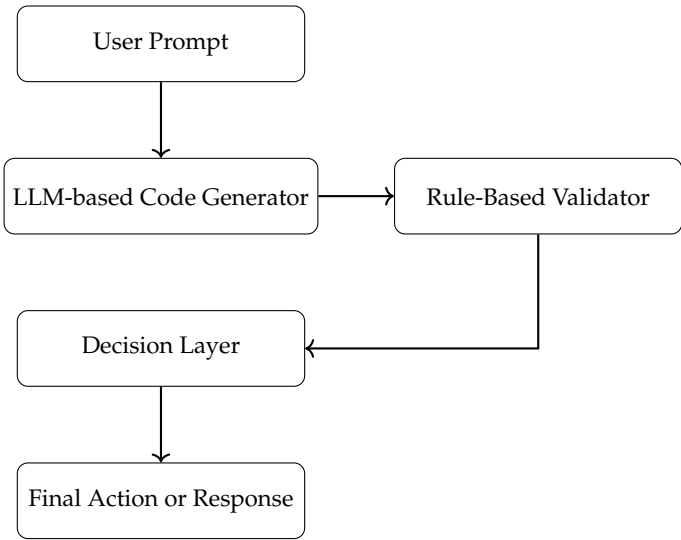 User Prompt
LLM-based Code Generator
Rule-Based Validator
Decision Layer
Final Action or Response